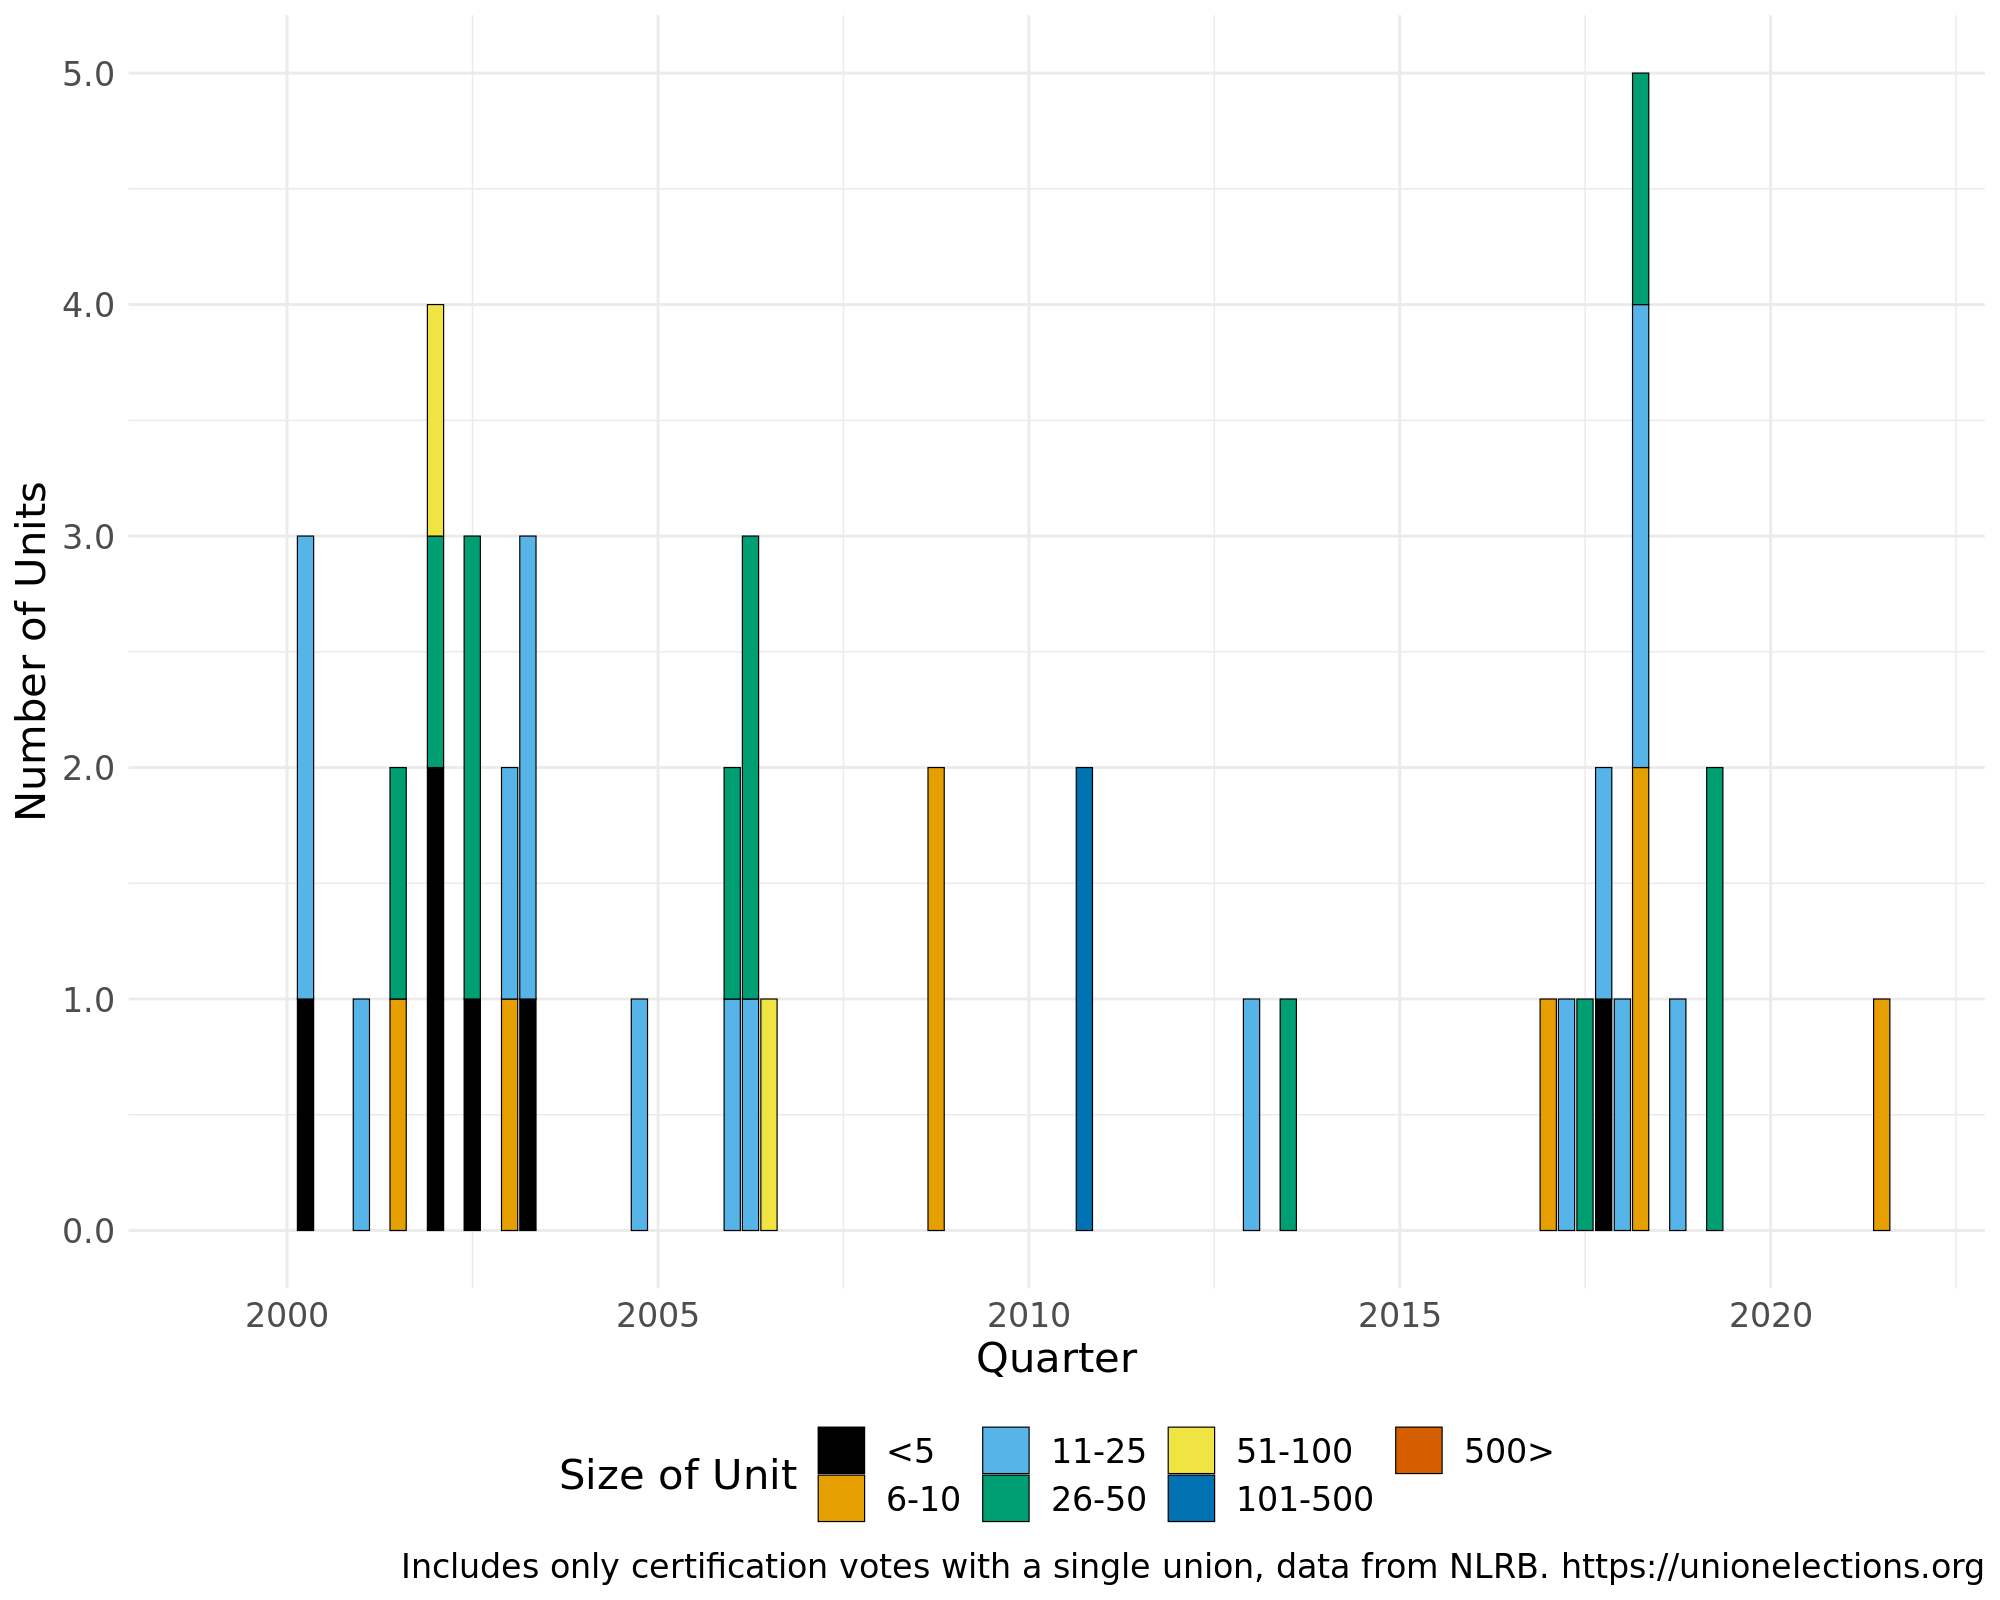 5.0
4.0
3.0
2.0
1.0
0.0
Number of Units
2000 2005 2010 2015 2020
Quarter
Size of Unit
<5 11-25 51-100 500>
6-10 26-50 101-500
Includes only certification votes with a single union, data from NLRB. https://unionelections.org